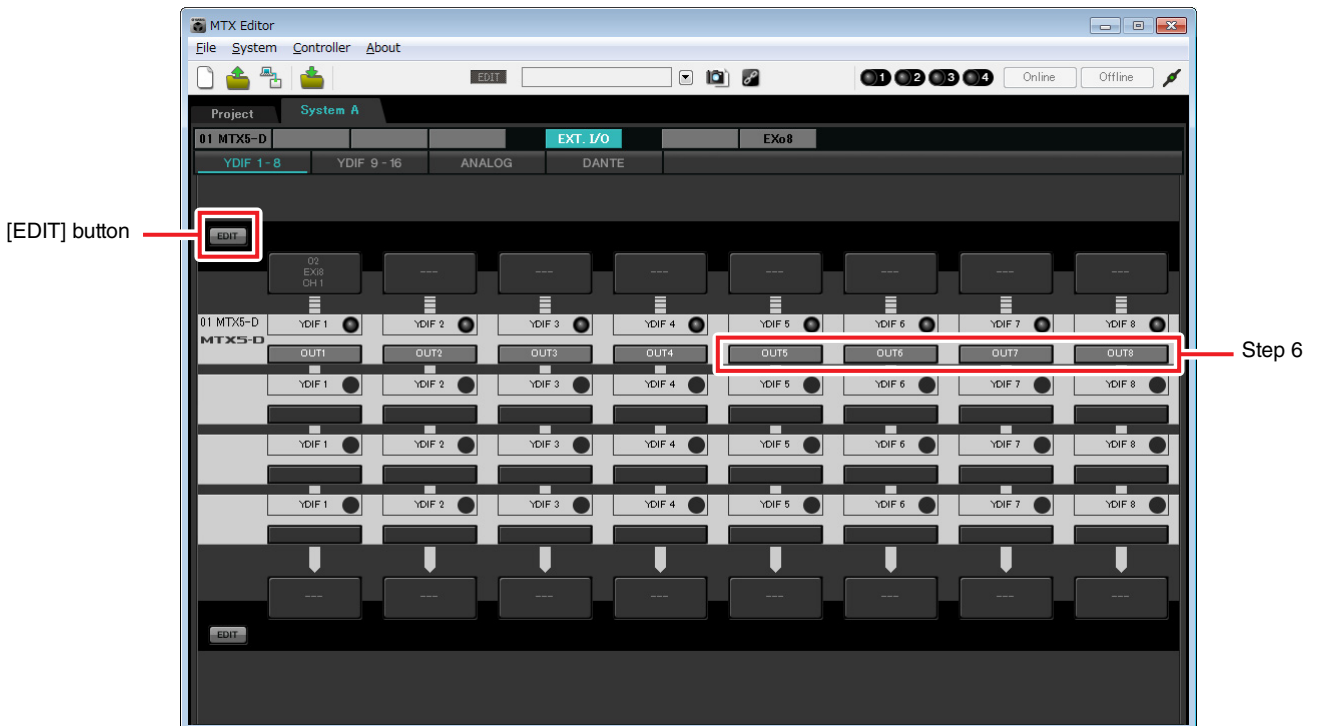 MTX Editor
File System Controller About
EDIT
1 2 3 4 Online Offline
Project System A
01 MTX5-D EXT. I/O EXo8
YDIF 1 - 8 YDIF 9 - 16 ANALOG DANTE
[EDIT] button
EDIT
02
EXi8
CH 1
--- --- --- --- --- --- ---
01 MTX5-D YDIF 1 YDIF 2 YDIF 3 YDIF 4 YDIF 5 YDIF 6 YDIF 7 YDIF 8
MTX5-D
OUT1 OUT2 OUT3 OUT4 OUT5 OUT6 OUT7 OUT8
Step 6
YDIF 1 YDIF 2 YDIF 3 YDIF 4 YDIF 5 YDIF 6 YDIF 7 YDIF 8
YDIF 1 YDIF 2 YDIF 3 YDIF 4 YDIF 5 YDIF 6 YDIF 7 YDIF 8
YDIF 1 YDIF 2 YDIF 3 YDIF 4 YDIF 5 YDIF 6 YDIF 7 YDIF 8
--- --- --- --- --- --- --- ---
EDIT